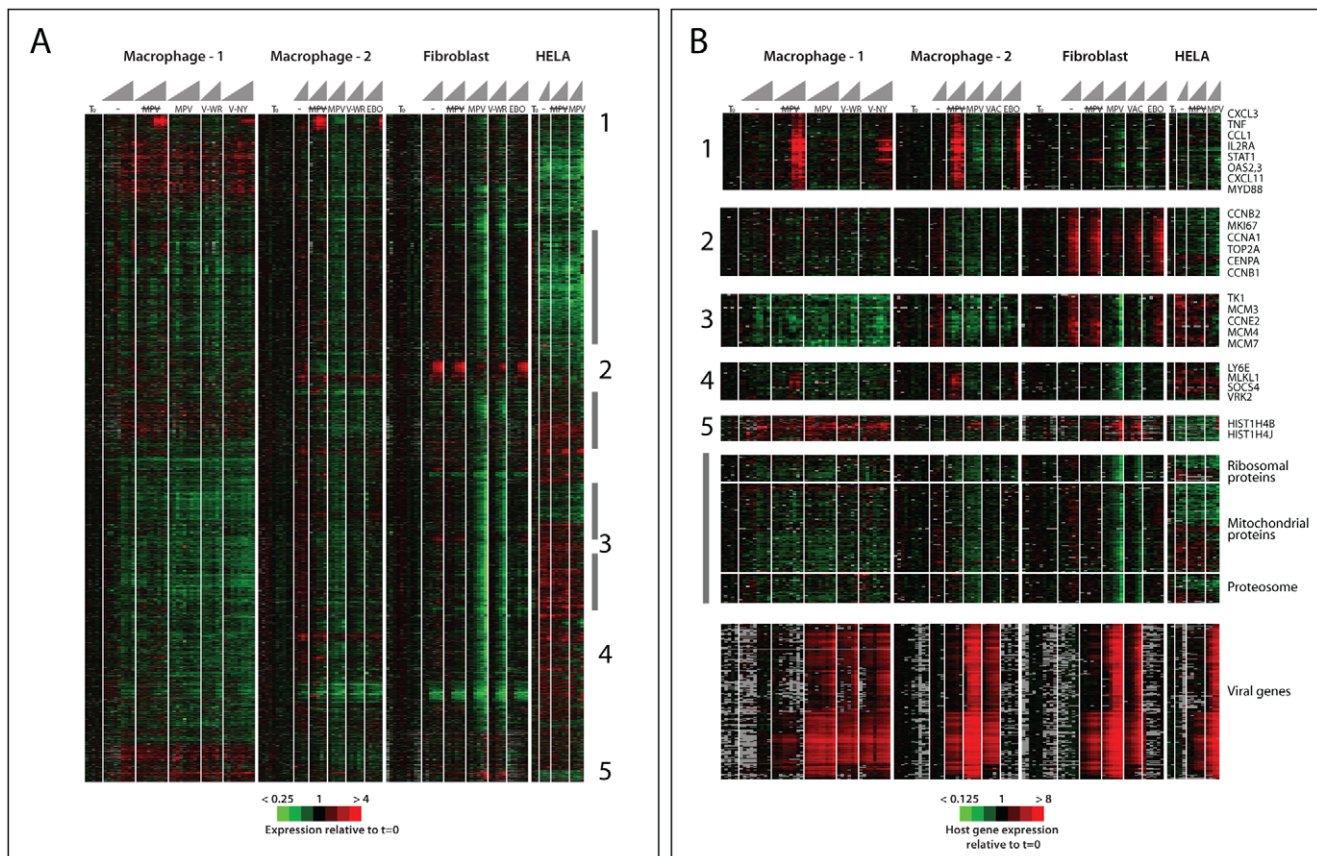 A
Macrophage - 1 Macrophage - 2 Fibroblast HELA
T₀ - MPV MPV V-WR V-NY T₀ - MPV MPV V-WR EBO T₀ - MPV MPV V-WR EBO T₀ - MPV MPV
1
2
3
4
5
< 0.25 1 > 4
Expression relative to t=0
B
Macrophage - 1 Macrophage - 2 Fibroblast HELA
T₀ - MPV MPV V-WR V-NY T₀ - MPV MPV VAC EBO T₀ - MPV MPV VAC EBO T₀ - MPV MPV
1
CXCL3
TNF
CCL1
IL2RA
STAT1
OAS2,3
CXCL11
MYD88
2
CCNB2
MKI67
CCNA1
TOP2A
CENPA
CCNB1
3
TK1
MCM3
CCNE2
MCM4
MCM7
4
LY6E
MLKL1
SOCS4
VRK2
5
HIST1H4B
HIST1H4J
Ribosomal
proteins
Mitochondrial
proteins
Proteosome
Viral genes
< 0.125 1 > 8
Host gene expression
relative to t=0